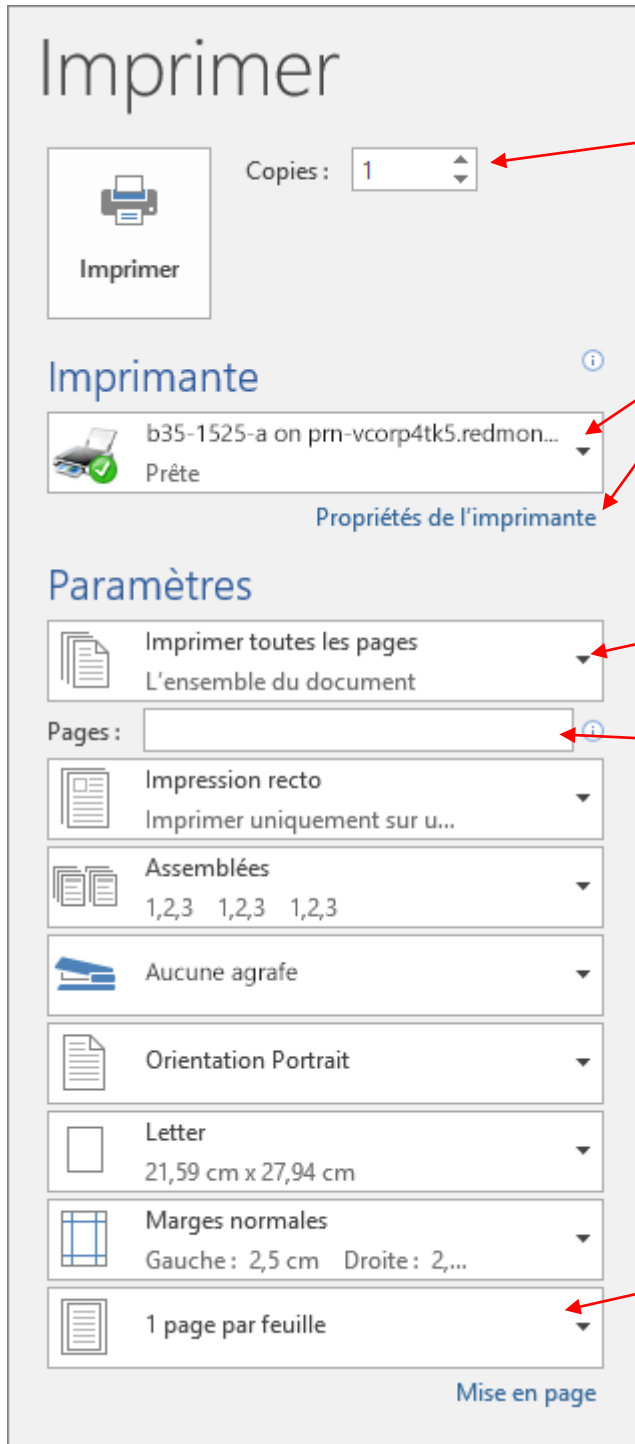 Imprimer
Copies : 1
Imprimer
Imprimante
b35-1525-a on prn-vcorp4tk5.redmon...
Prête
Propriétés de l'imprimante
Paramètres
Imprimer toutes les pages
L'ensemble du document
Pages :
Impression recto
Imprimer uniquement sur u...
Assemblées
1,2,3 1,2,3 1,2,3
Aucune agrafe
Orientation Portrait
Letter
21,59 cm x 27,94 cm
Marges normales
Gauche : 2,5 cm Droite : 2,...
1 page par feuille
Mise en page